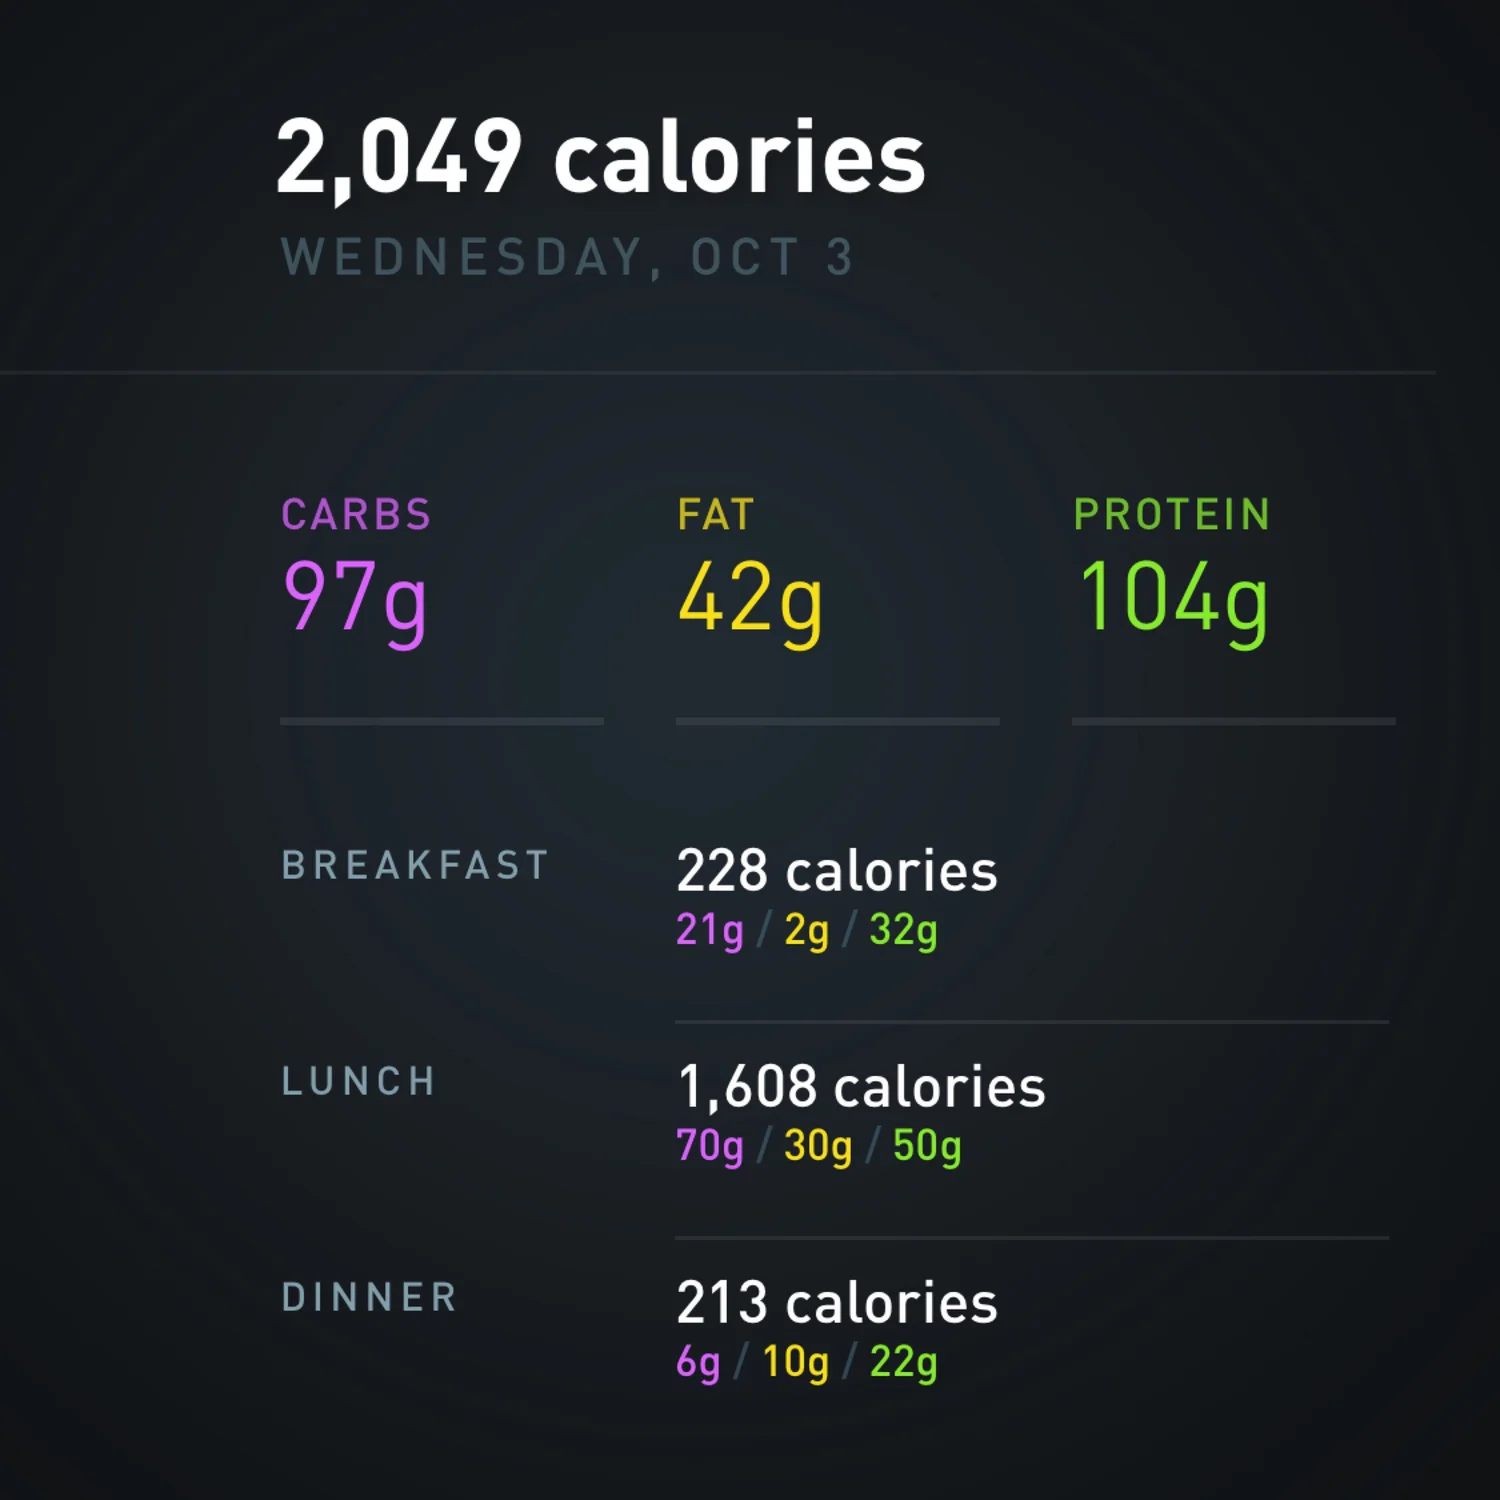 2,049 calories
WEDNESDAY, OCT 3
CARBS FAT PROTEIN
97g 42g 104g
BREAKFAST 228 calories
21g / 2g / 32g
LUNCH 1,608 calories
70g / 30g / 50g
DINNER 213 calories
6g / 10g / 22g